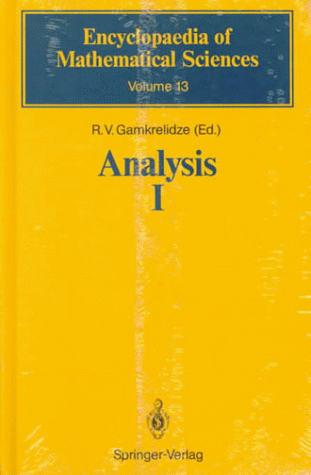 Encyclopaedia of
Mathematical Sciences
Volume 13
R.V. Gamkrelidze (Ed.)
Analysis
I
Springer-Verlag